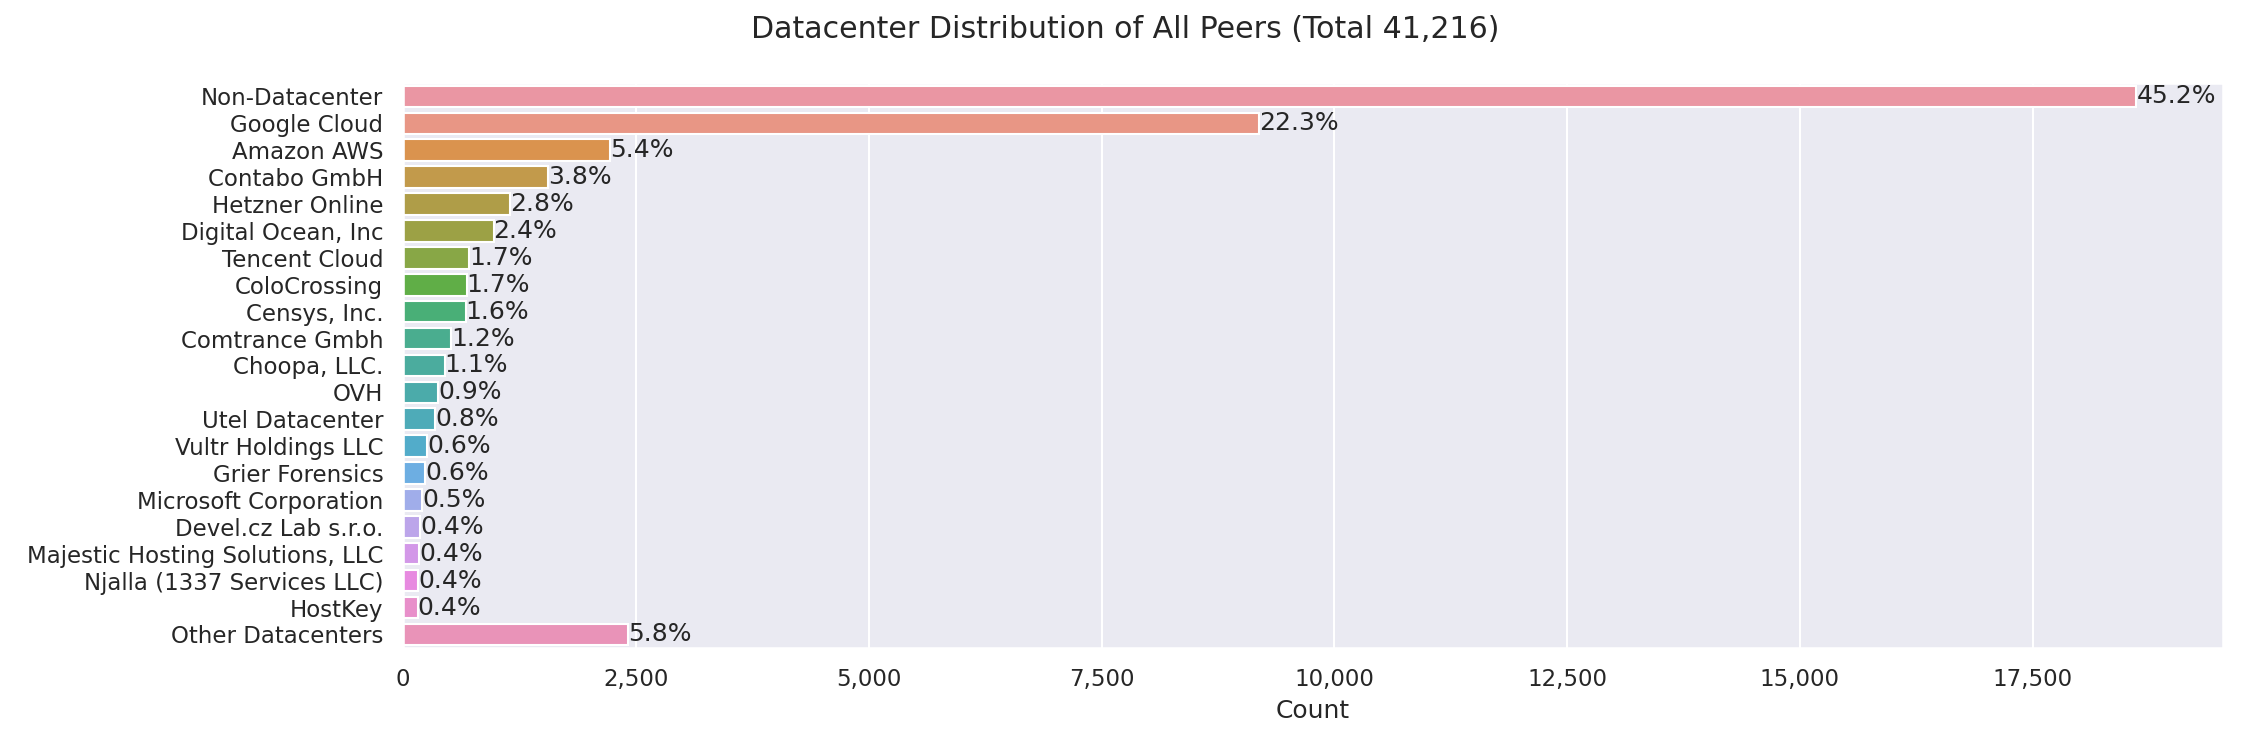 Datacenter Distribution of All Peers (Total 41,216)
Non-Datacenter 45.2%
Google Cloud 22.3%
Amazon AWS 5.4%
Contabo GmbH 3.8%
Hetzner Online 2.8%
Digital Ocean, Inc 2.4%
Tencent Cloud 1.7%
ColoCrossing 1.7%
Censys, Inc. 1.6%
Comtrance Gmbh 1.2%
Choopa, LLC. 1.1%
OVH 0.9%
Utel Datacenter 0.8%
Vultr Holdings LLC 0.6%
Grier Forensics 0.6%
Microsoft Corporation 0.5%
Devel.cz Lab s.r.o. 0.4%
Majestic Hosting Solutions, LLC 0.4%
Njalla (1337 Services LLC) 0.4%
HostKey 0.4%
Other Datacenters 5.8%
0 2,500 5,000 7,500 10,000 12,500 15,000 17,500
Count